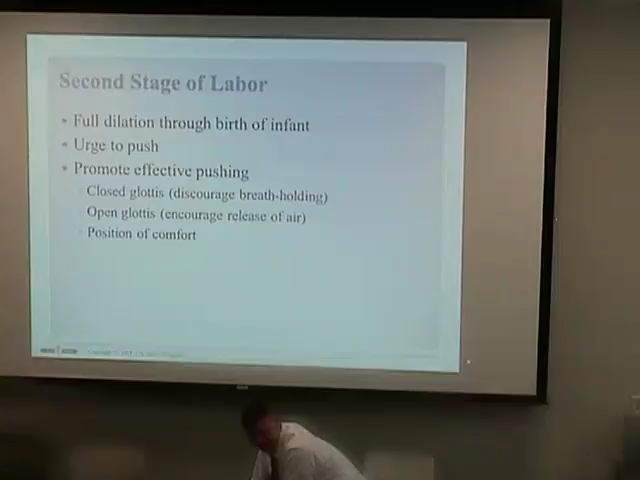 Second Stage of Labor
Full dilation through birth of infant
Urge to push
Promote effective pushing
Closed glottis (discourage breath-holding)
Open glottis (encourage release of air)
Position of comfort